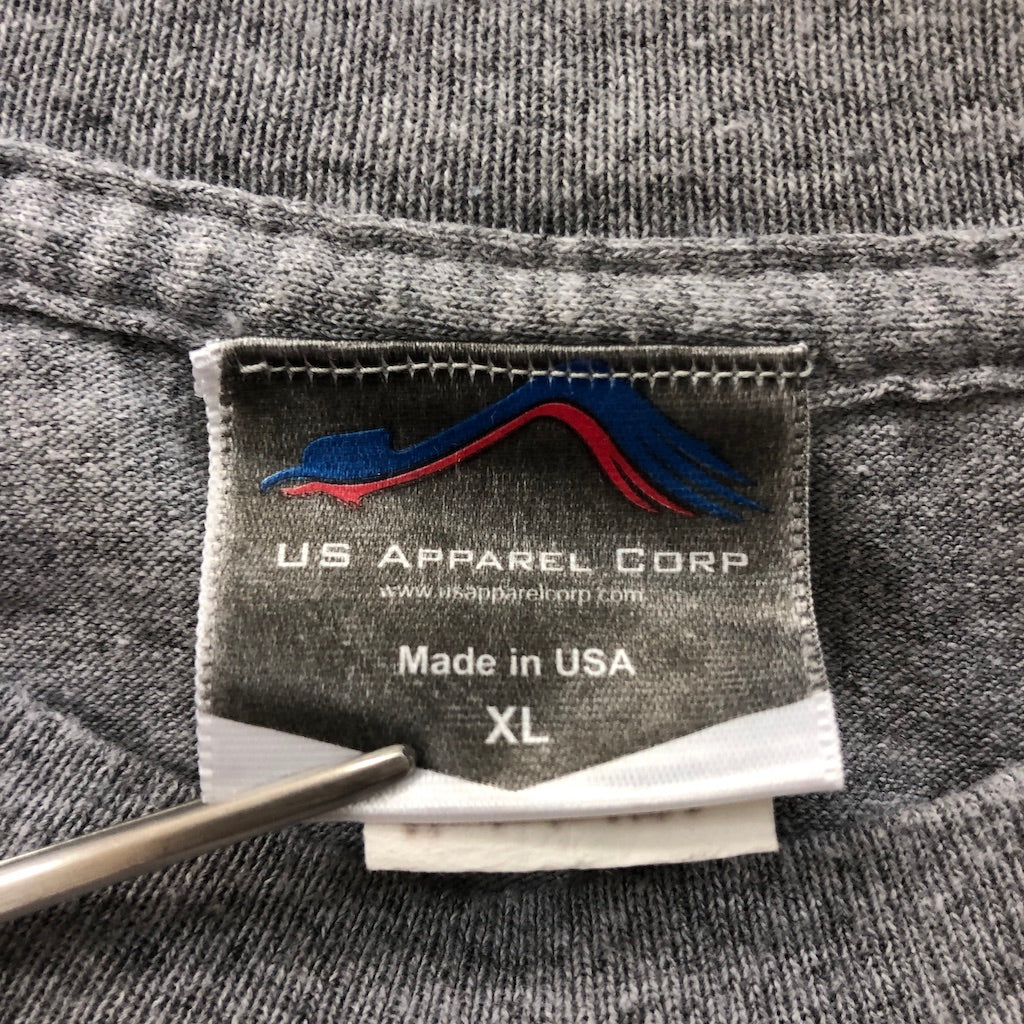 US APPAREL CORP
www.usapparelcorp.com
Made in USA
XL